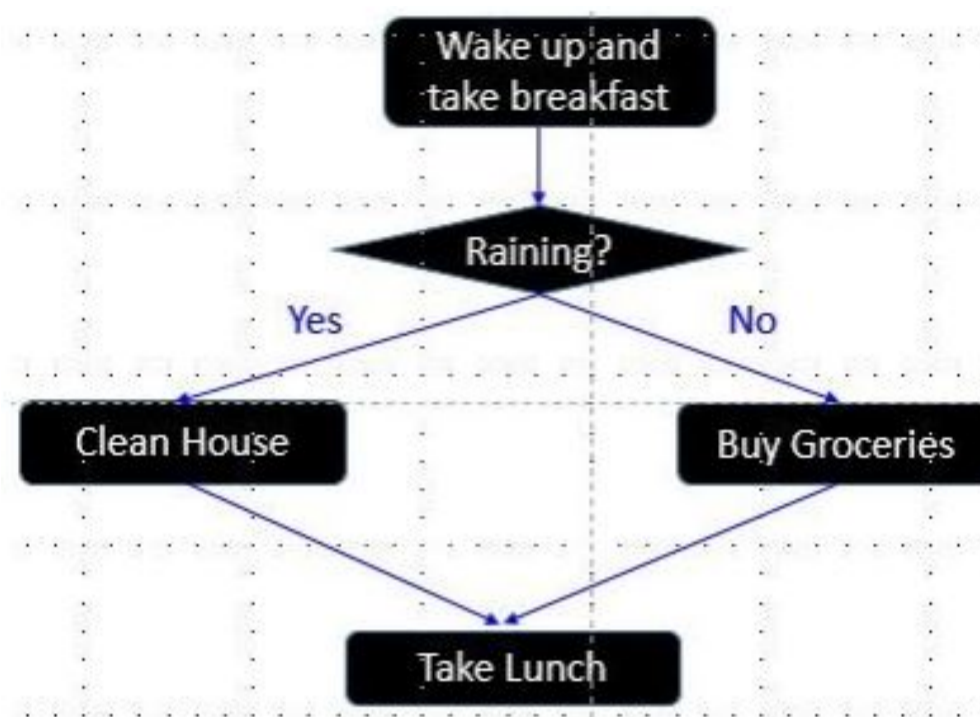 Wake up and
take breakfast
Raining?
Yes
No
Clean House
Buy Groceries
Take Lunch